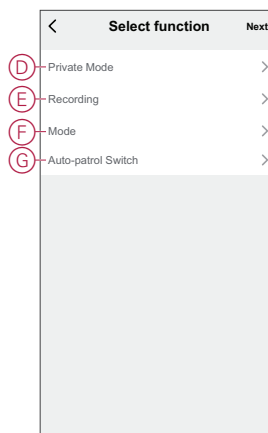 Select function Next
D Private Mode
E Recording
F Mode
G Auto-patrol Switch